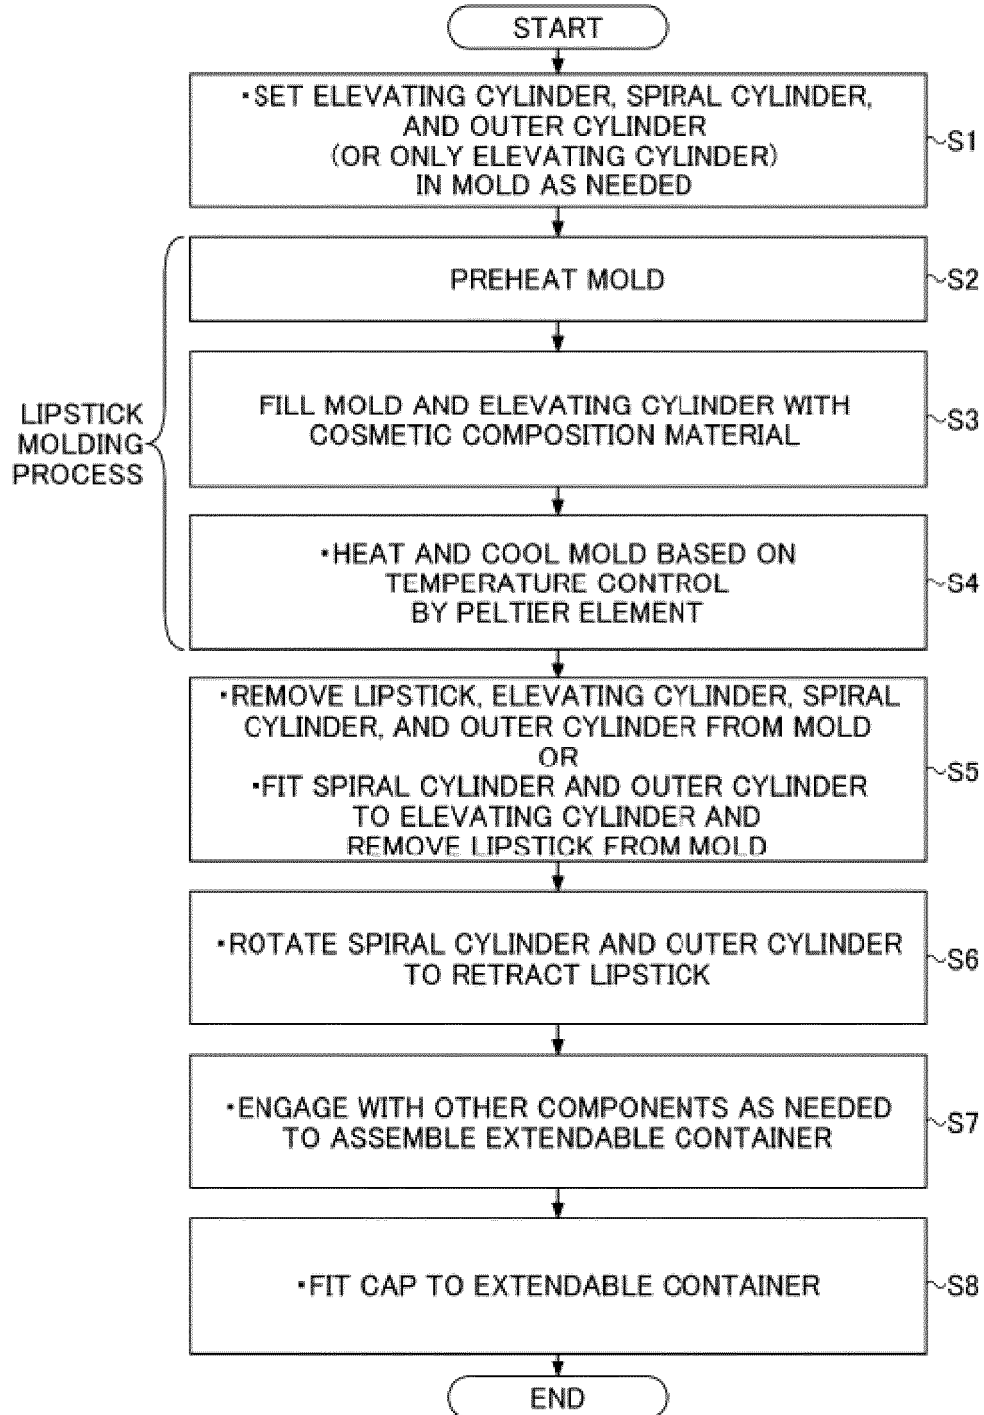 START
・SET ELEVATING CYLINDER, SPIRAL CYLINDER,
AND OUTER CYLINDER
(OR ONLY ELEVATING CYLINDER)
IN MOLD AS NEEDED
S1
PREHEAT MOLD
S2
LIPSTICK
MOLDING
PROCESS
FILL MOLD AND ELEVATING CYLINDER WITH
COSMETIC COMPOSITION MATERIAL
S3
・HEAT AND COOL MOLD BASED ON
TEMPERATURE CONTROL
BY PELTIER ELEMENT
S4
・REMOVE LIPSTICK, ELEVATING CYLINDER, SPIRAL
CYLINDER, AND OUTER CYLINDER FROM MOLD
OR
・FIT SPIRAL CYLINDER AND OUTER CYLINDER
TO ELEVATING CYLINDER AND
REMOVE LIPSTICK FROM MOLD
S5
・ROTATE SPIRAL CYLINDER AND OUTER CYLINDER
TO RETRACT LIPSTICK
S6
・ENGAGE WITH OTHER COMPONENTS AS NEEDED
TO ASSEMBLE EXTENDABLE CONTAINER
S7
・FIT CAP TO EXTENDABLE CONTAINER
S8
END